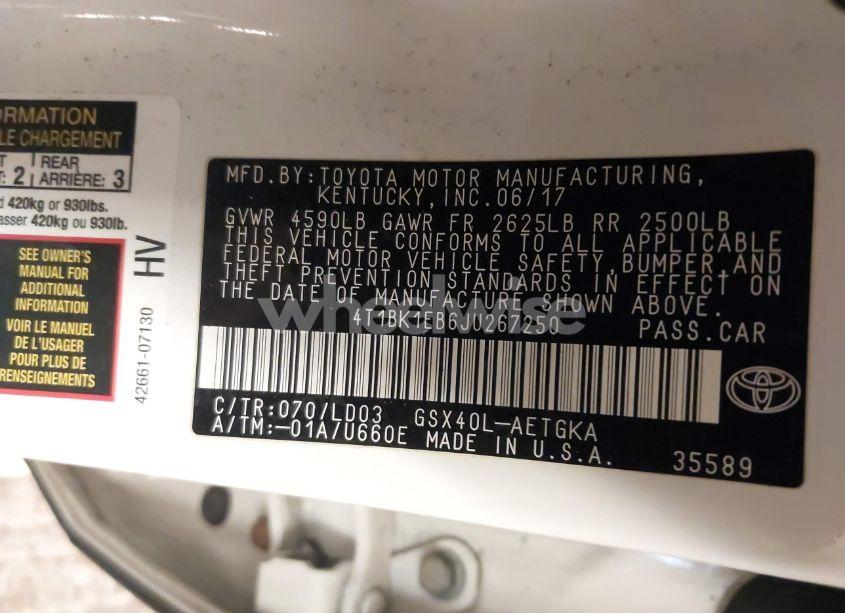 ORMATION
LE CHARGEMENT
T REAR
: 2 ARRIÈRE: 3
d 420kg or 930lbs.
asser 420kg ou 930lb.
SEE OWNER'S
MANUAL FOR
ADDITIONAL
INFORMATION
VOIR LE MANUEL
DE L'USAGER
POUR PLUS DE
RENSEIGNEMENTS
HV
42661-07130
MFD.BY:TOYOTA MOTOR MANUFACTURING,
KENTUCKY,INC.06/17
GVWR 4590LB GAWR FR 2625LB RR 2500LB
THIS VEHICLE CONFORMS TO ALL APPLICABLE
FEDERAL MOTOR VEHICLE SAFETY,BUMPER,AND
THEFT PREVENTION STANDARDS IN EFFECT ON
THE DATE OF MANUFACTURE SHOWN ABOVE.
4T1BK1EB6JU267250 PASS.CAR
C/TR:070/LD03 GSX40L-AETGKA
A/TM:-01A/U660E MADE IN U.S.A.
35589
wheelwise